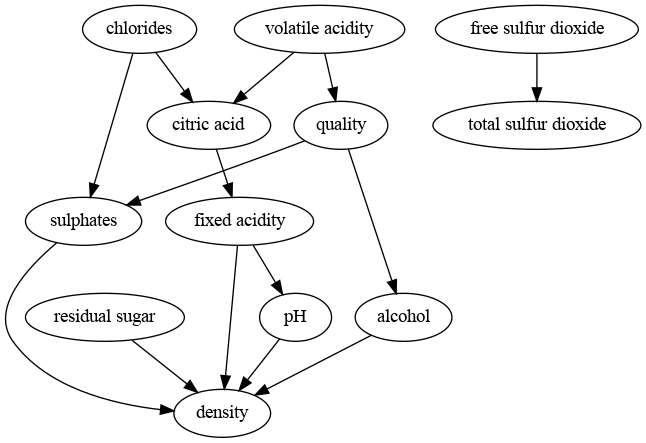 chlorides
volatile acidity
free sulfur dioxide
citric acid
quality
total sulfur dioxide
sulphates
fixed acidity
residual sugar
pH
alcohol
density